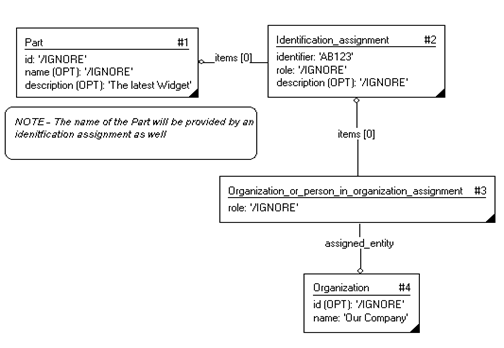 Part #1
id: '/IGNORE'
name (OPT): '/IGNORE'
description (OPT): 'The latest Widget'
items [0]
Identification_assignment #2
identifier: 'AB123'
role: '/IGNORE'
description (OPT): '/IGNORE'
NOTE - The name of the Part will be provided by an
idenitfication assignment as well
items [0]
Organization_or_person_in_organization_assignment #3
role: '/IGNORE'
assigned_entity
Organization #4
id (OPT): '/IGNORE'
name: 'Our Company'